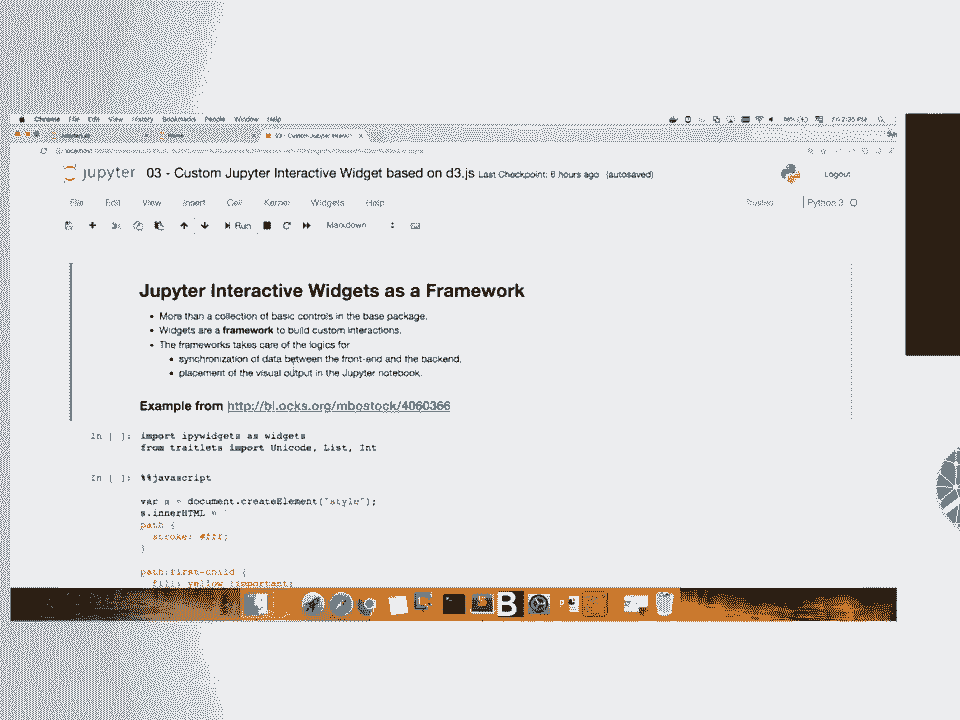 Chrome File Edit View History Bookmarks People Window Help
jupyter 03 - Custom Jupyter Interactive Widget based on d3.js Last Checkpoint: 6 hours ago (autosaved)
Logout
File Edit View Insert Cell Kernel Widgets Help
Trusted Python 3
Run Markdown
Jupyter Interactive Widgets as a Framework
• More than a collection of basic controls in the base package.
• Widgets are a framework to build custom interactions.
• The frameworks takes care of the logics for
• synchronization of data between the front-end and the backend,
• placement of the visual output in the Jupyter notebook.
Example from http://bl.ocks.org/mbostock/4060366
In [ ]: import ipywidgets as widgets
from traitlets import Unicode, List, Int
In [ ]: %%javascript
var s = document.createElement("style");
s.innerHTML = `
path {
stroke: #fff;
}
path:first-child {
fill: yellow !important;
B